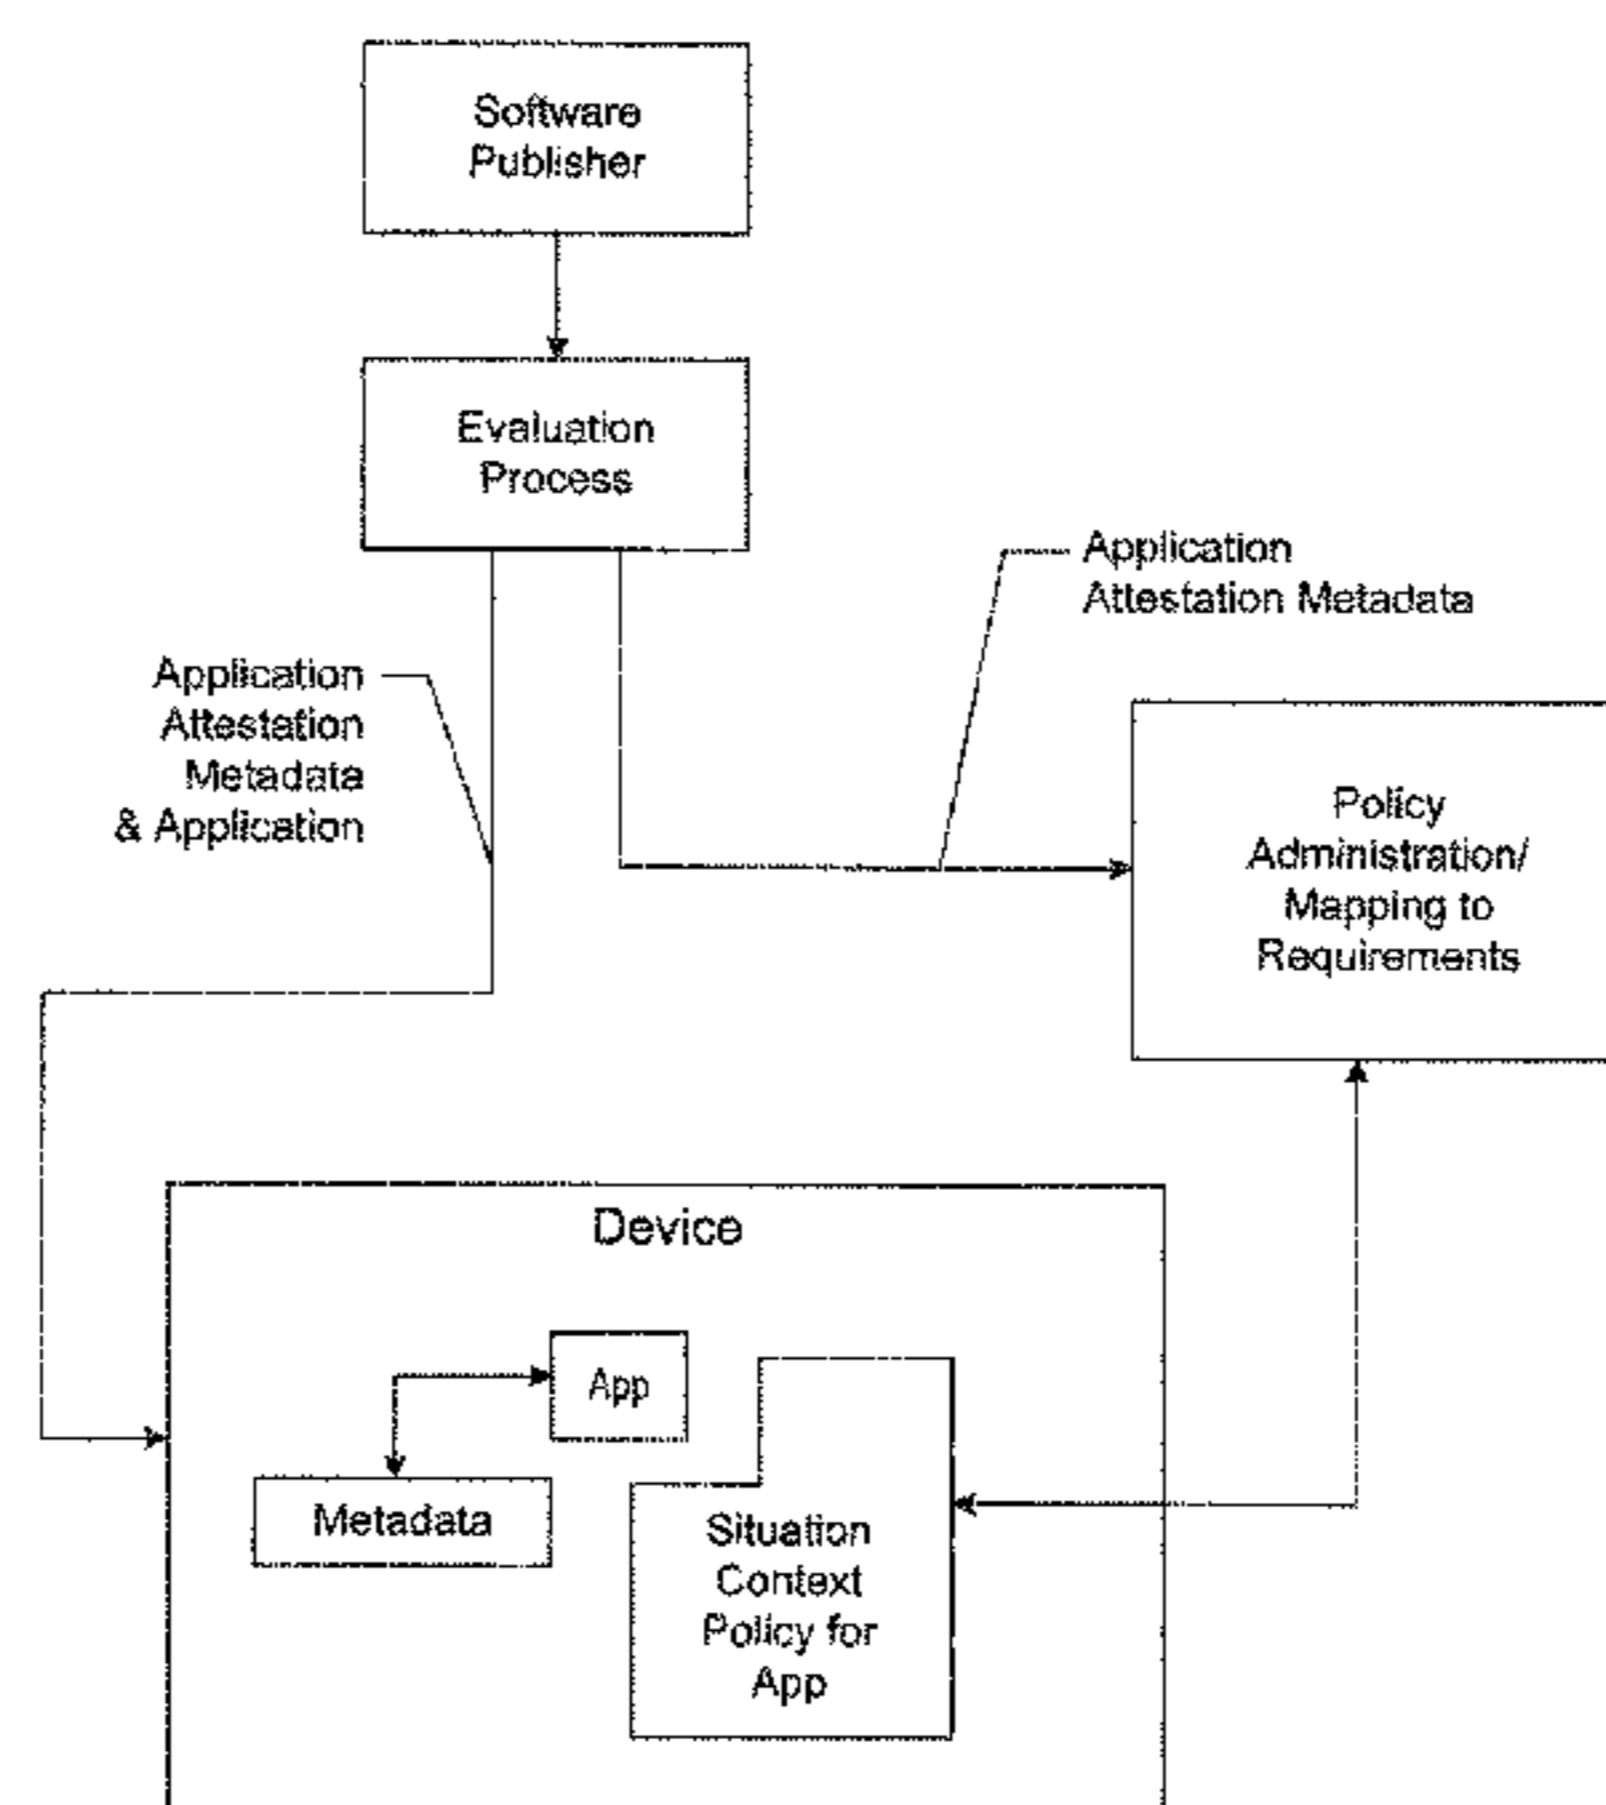 Software
Publisher
Evaluation
Process
Application
Attestation Metadata
Application
Attestation
Metadata
& Application
Policy
Administration/
Mapping to
Requirements
Device
App
Metadata
Situation
Context
Policy for
App